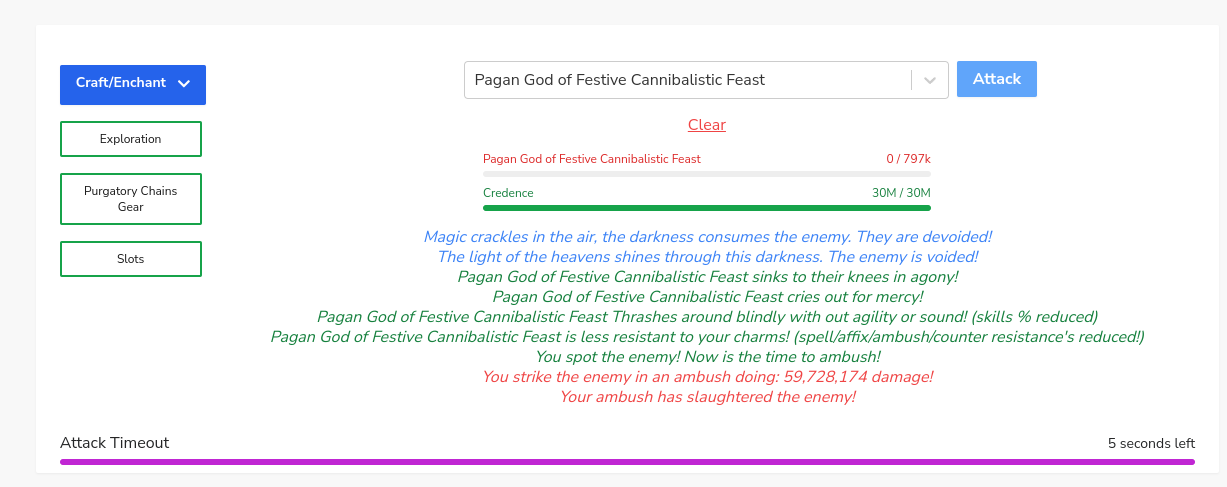 Craft/Enchant
Exploration
Purgatory Chains
Gear
Slots
Pagan God of Festive Cannibalistic Feast
Attack
Clear
Pagan God of Festive Cannibalistic Feast 0 / 797k
Credence 30M / 30M
Magic crackles in the air, the darkness consumes the enemy. They are devoided!
The light of the heavens shines through this darkness. The enemy is voided!
Pagan God of Festive Cannibalistic Feast sinks to their knees in agony!
Pagan God of Festive Cannibalistic Feast cries out for mercy!
Pagan God of Festive Cannibalistic Feast Thrashes around blindly with out agility or sound! (skills % reduced)
Pagan God of Festive Cannibalistic Feast is less resistant to your charms! (spell/affix/ambush/counter resistance's reduced!)
You spot the enemy! Now is the time to ambush!
You strike the enemy in an ambush doing: 59,728,174 damage!
Your ambush has slaughtered the enemy!
Attack Timeout 5 seconds left